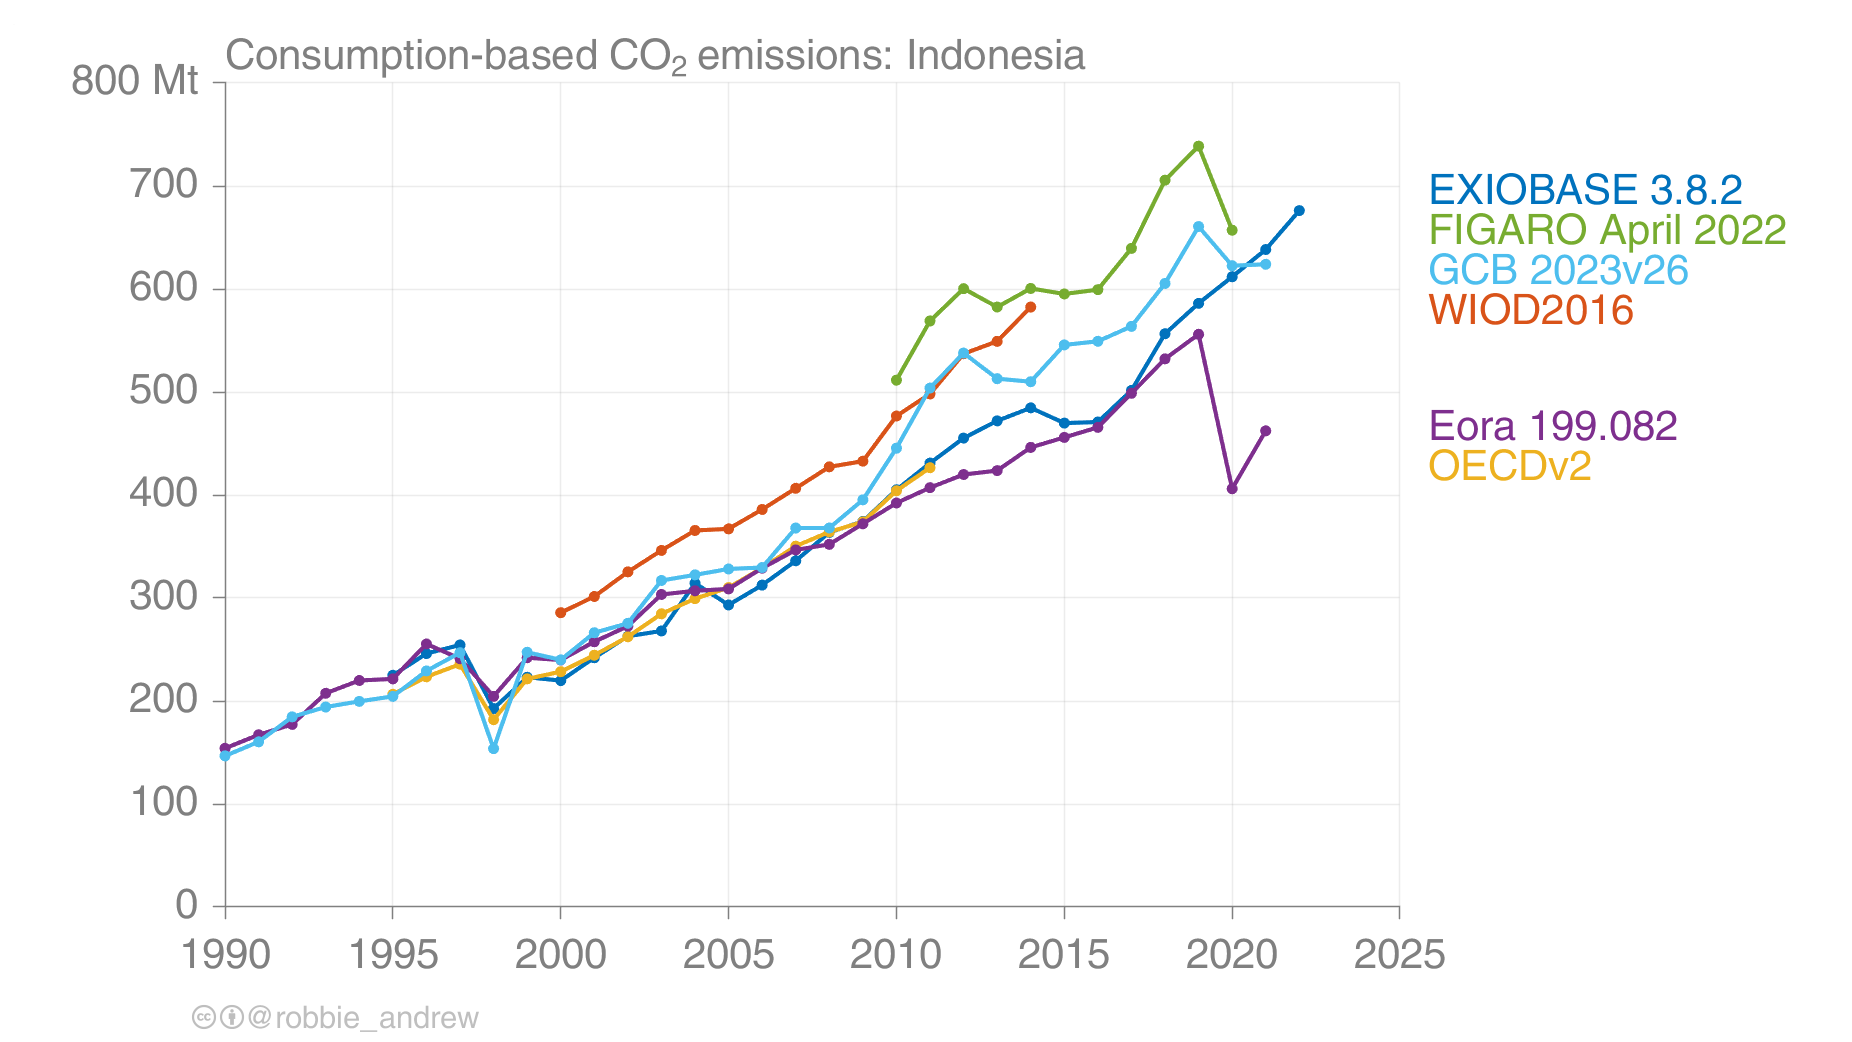 Consumption-based CO₂ emissions: Indonesia
800 Mt
700
600
500
400
300
200
100
0
1990 1995 2000 2005 2010 2015 2020 2025
EXIOBASE 3.8.2
FIGARO April 2022
GCB 2023v26
WIOD2016
Eora 199.082
OECDv2
cc @robbie_andrew